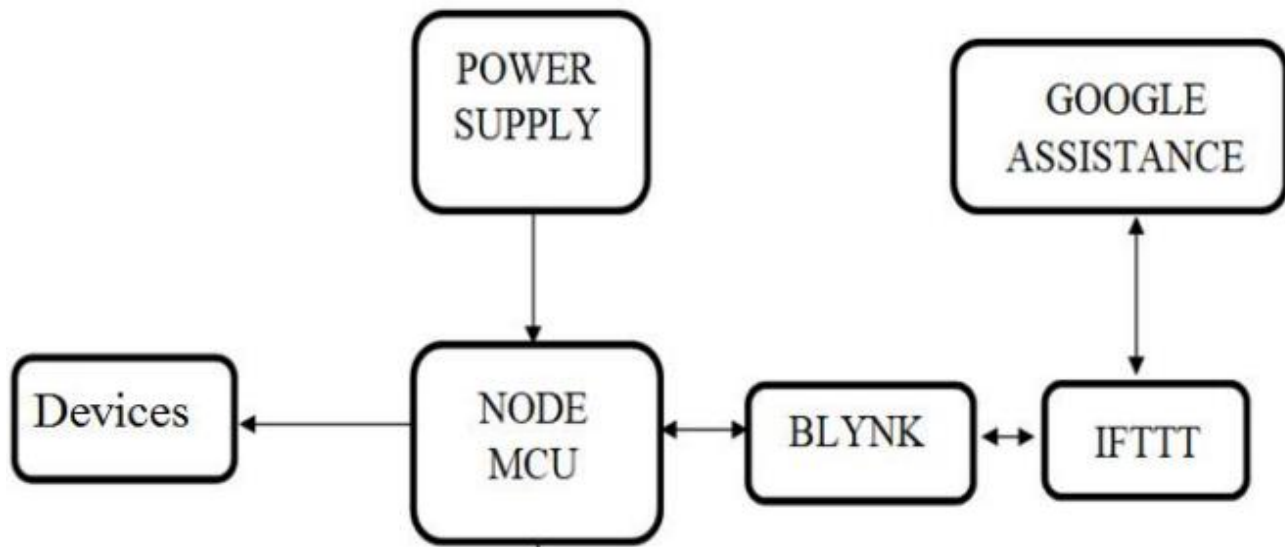 POWER
SUPPLY
GOOGLE
ASSISTANCE
Devices
NODE
MCU
BLYNK
IFTTT